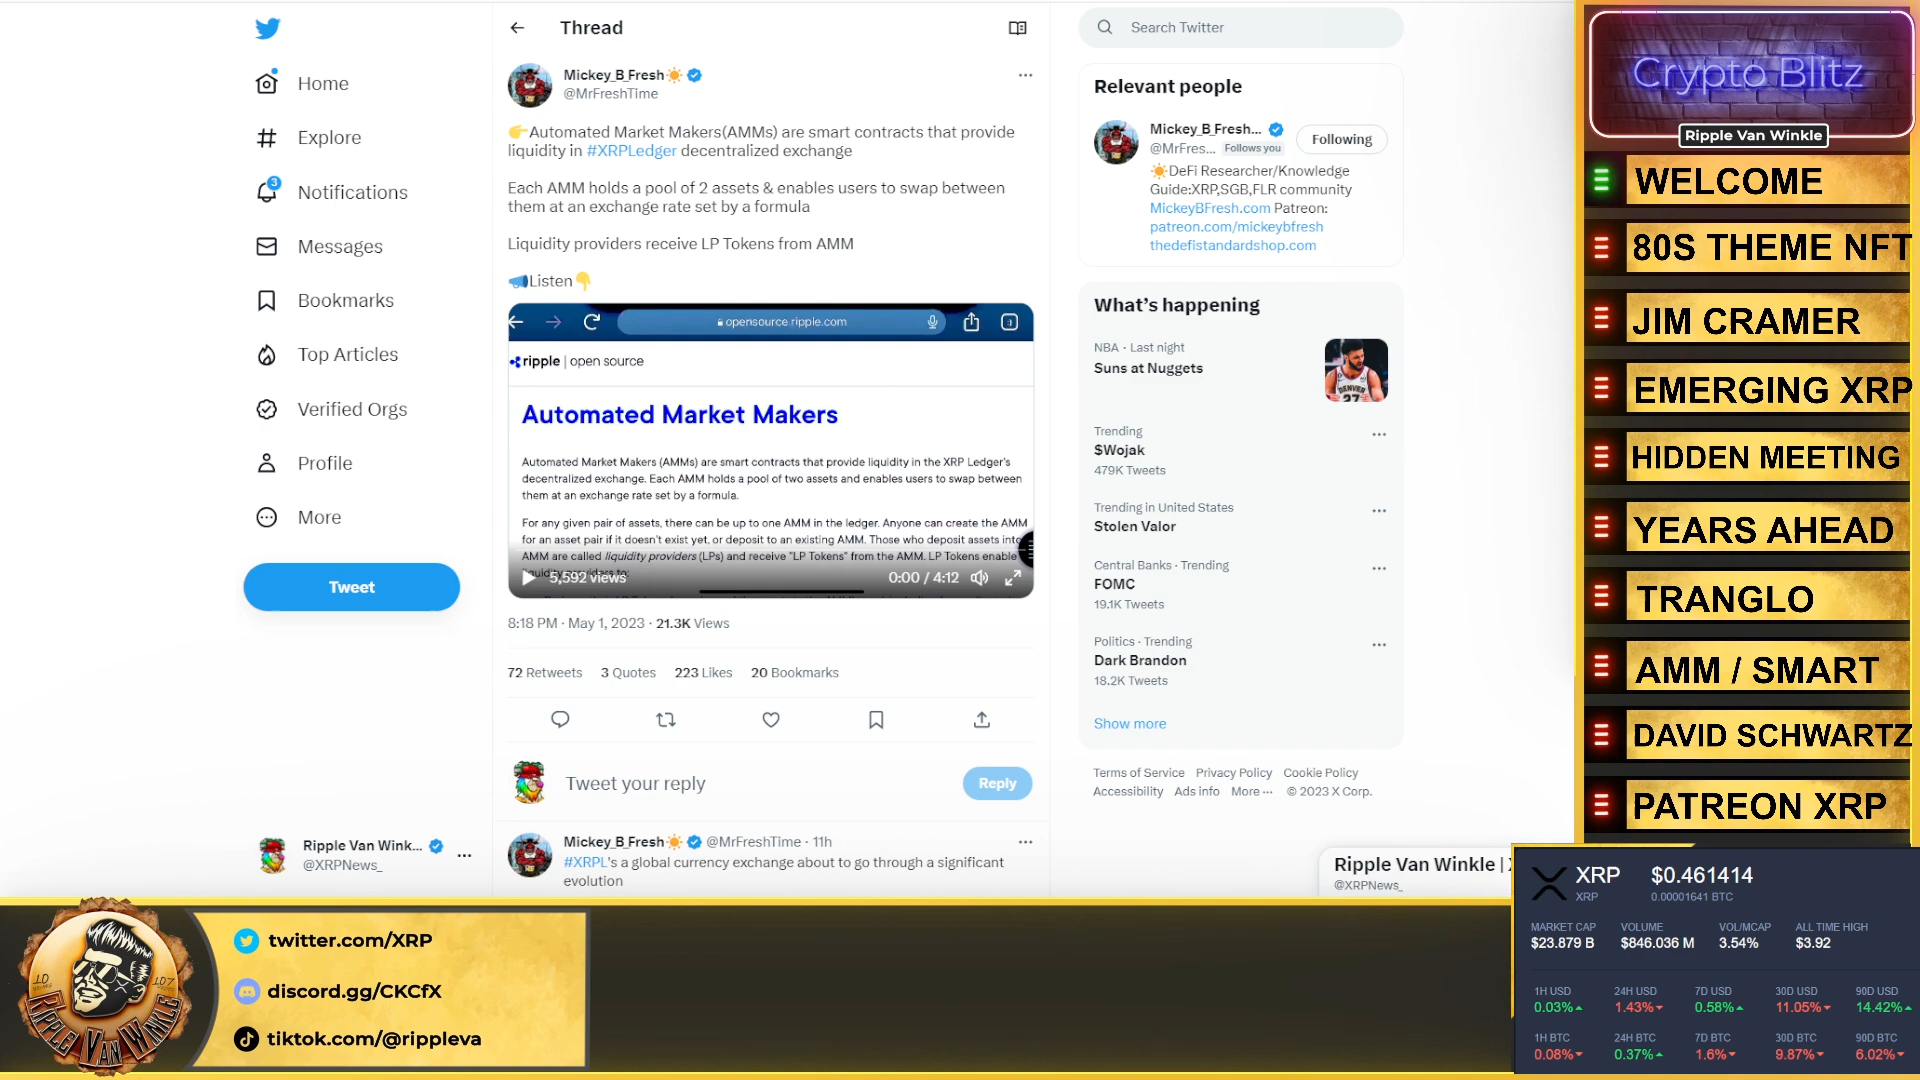 Home
Explore
3
Notifications
Messages
Bookmarks
Top Articles
Verified Orgs
Profile
More
Tweet
Ripple Van Wink...
@XRPNews_
Thread
Mickey_B_Fresh
@MrFreshTime
Automated Market Makers(AMMs) are smart contracts that provide
liquidity in #XRPLedger decentralized exchange
Each AMM holds a pool of 2 assets & enables users to swap between
them at an exchange rate set by a formula
Liquidity providers receive LP Tokens from AMM
Listen
opensource.ripple.com
ripple | open source
Automated Market Makers
Automated Market Makers (AMMs) are smart contracts that provide liquidity in the XRP Ledger's
decentralized exchange. Each AMM holds a pool of two assets and enables users to swap between
them at an exchange rate set by a formula.
For any given pair of assets, there can be up to one AMM in the ledger. Anyone can create the AMM
for an asset pair if it doesn't exist yet, or deposit to an existing AMM. Those who deposit assets into
AMM are called liquidity providers (LPs) and receive "LP Tokens" from the AMM. LP Tokens enable
liquidity providers to:
5,592 views
0:00 / 4:12
8:18 PM · May 1, 2023 · 21.3K Views
72 Retweets 3 Quotes 223 Likes 20 Bookmarks
Tweet your reply
Reply
Mickey_B_Fresh @MrFreshTime · 11h
#XRPL's a global currency exchange about to go through a significant
evolution
Search Twitter
Relevant people
Mickey_B_Fresh...
@MrFres... Follows you
Following
DeFi Researcher/Knowledge
Guide:XRP,SGB,FLR community
MickeyBFresh.com Patreon:
patreon.com/mickeybfresh
thedefistandardshop.com
What's happening
NBA · Last night
Suns at Nuggets
DENVER
27
Trending
$Wojak
479K Tweets
Trending in United States
Stolen Valor
Central Banks · Trending
FOMC
19.1K Tweets
Politics · Trending
Dark Brandon
18.2K Tweets
Show more
Terms of Service Privacy Policy Cookie Policy
Accessibility Ads info More ··· © 2023 X Corp.
Ripple Van Winkle |
@XRPNews_
Crypto Blitz
Ripple Van Winkle
WELCOME
80S THEME NFT
JIM CRAMER
EMERGING XRP
HIDDEN MEETING
YEARS AHEAD
TRANGLO
AMM / SMART
DAVID SCHWARTZ
PATREON XRP
XRP $0.461414
XRP 0.00001641 BTC
MARKET CAP VOLUME VOL/MCAP ALL TIME HIGH
$23.879 B $846.036 M 3.54% $3.92
1H USD 24H USD 7D USD 30D USD 90D USD
0.03% 1.43% 0.58% 11.05% 14.42%
1H BTC 24H BTC 7D BTC 30D BTC 90D BTC
0.08% 0.37% 1.6% 9.87% 6.02%
10 107
RIPPLE VAN WINKLE
twitter.com/XRP
discord.gg/CKCfX
tiktok.com/@rippleva